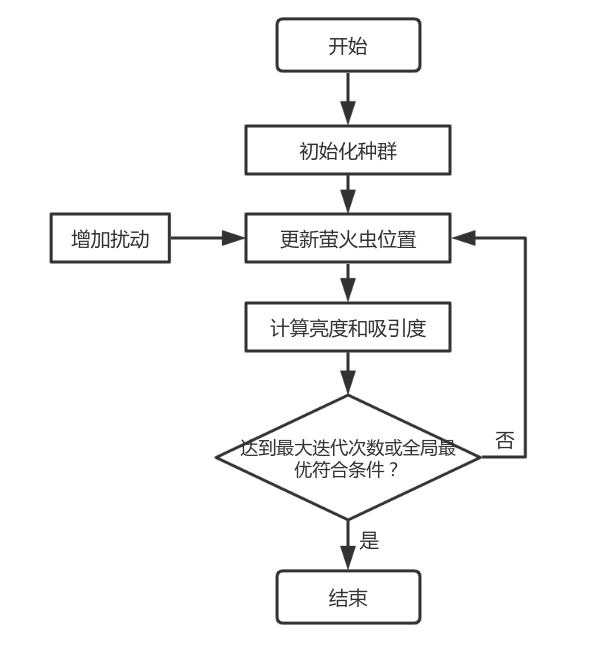 开始
初始化种群
增加扰动
更新萤火虫位置
计算亮度和吸引度
达到最大迭代次数或全局最
优符合条件？
否
是
结束